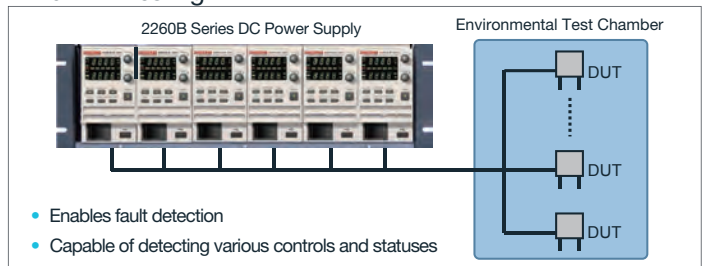 2260B Series DC Power Supply
Environmental Test Chamber
DUT
DUT
DUT
• Enables fault detection
• Capable of detecting various controls and statuses